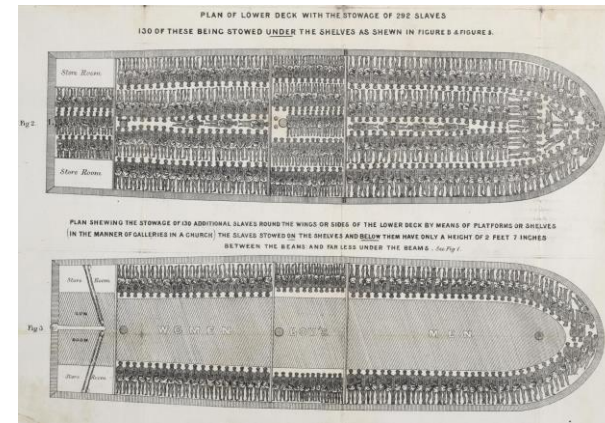 PLAN OF LOWER DECK WITH THE STOWAGE OF 292 SLAVES
130 OF THESE BEING STOWED UNDER THE SHELVES AS SHEWN IN FIGURE D & FIGURE 3.
Store Room
Fig 2.
Store Room
PLAN SHEWING THE STOWAGE OF 130 ADDITIONAL SLAVES ROUND THE WINGS OR SIDES OF THE LOWER DECK BY MEANS OF PLATFORMS OR SHELVES
(IN THE MANNER OF GALLERIES IN A CHURCH) THE SLAVES STOWED ON THE SHELVES AND BELOW THEM HAVE ONLY A HEIGHT OF 2 FEET 7 INCHES
BETWEEN THE BEAMS AND FAR LESS UNDER THE BEAMS. See Fig 1.
Store Room
GUN
Fig 3
WOMEN
BOYS
MEN
ROOM
Store Room